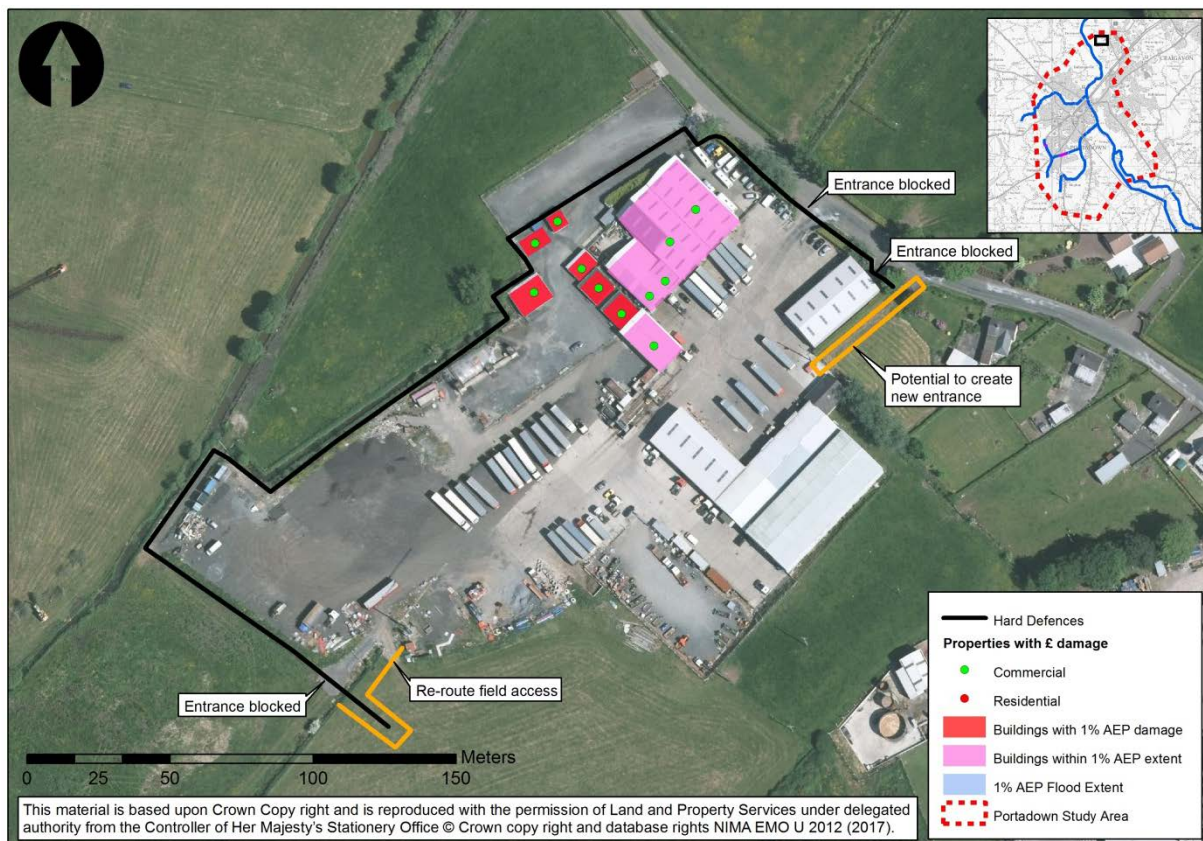 Entrance blocked
Entrance blocked
Potential to create
new entrance
Re-route field access
Entrance blocked
Meters
0 25 50 100 150
CRAIGAVON
Hard Defences
Properties with £ damage
Commercial
Residential
Buildings with 1% AEP damage
Buildings within 1% AEP extent
1% AEP Flood Extent
Portadown Study Area
This material is based upon Crown Copy right and is reproduced with the permission of Land and Property Services under delegated
authority from the Controller of Her Majesty's Stationery Office © Crown copy right and database rights NIMA EMO U 2012 (2017).